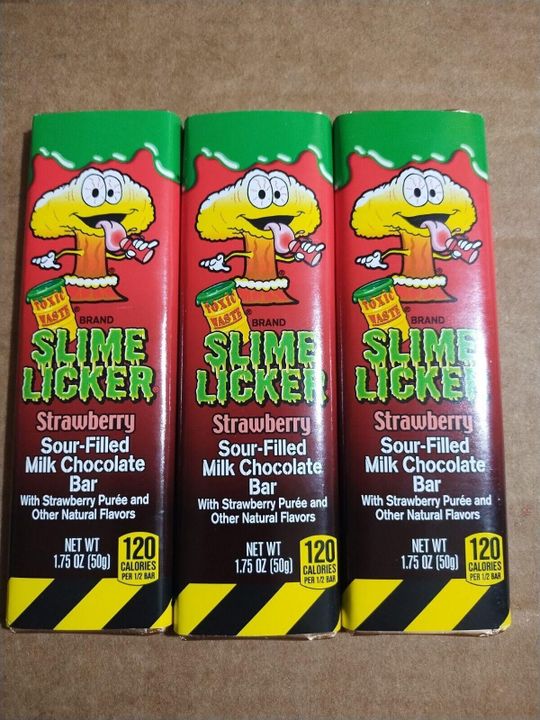 TOXIC
WASTE®
BRAND
SLIME
LICKER®
Strawberry
Sour-Filled
Milk Chocolate
Bar
With Strawberry Purée and
Other Natural Flavors
NET WT
1.75 OZ (50g)
120
CALORIES
PER 1/2 BAR
TOXIC
WASTE®
BRAND
SLIME
LICKER
Strawberry
Sour-Filled
Milk Chocolate
Bar
With Strawberry Purée and
Other Natural Flavors
NET WT
1.75 OZ (50g)
120
CALORIES
PER 1/2 BAR
TOXIC
WASTE®
BRAND
SLIME
LICKER
Strawberry
Sour-Filled
Milk Chocolate
Bar
With Strawberry Purée and
Other Natural Flavors
NET WT
1.75 OZ (50g)
120
CALORIES
PER 1/2 BAR